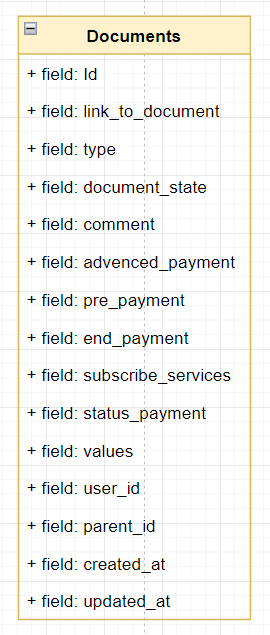 Documents
+ field: Id
+ field: link_to_document
+ field: type
+ field: document_state
+ field: comment
+ field: advenced_payment
+ field: pre_payment
+ field: end_payment
+ field: subscribe_services
+ field: status_payment
+ field: values
+ field: user_id
+ field: parent_id
+ field: created_at
+ field: updated_at